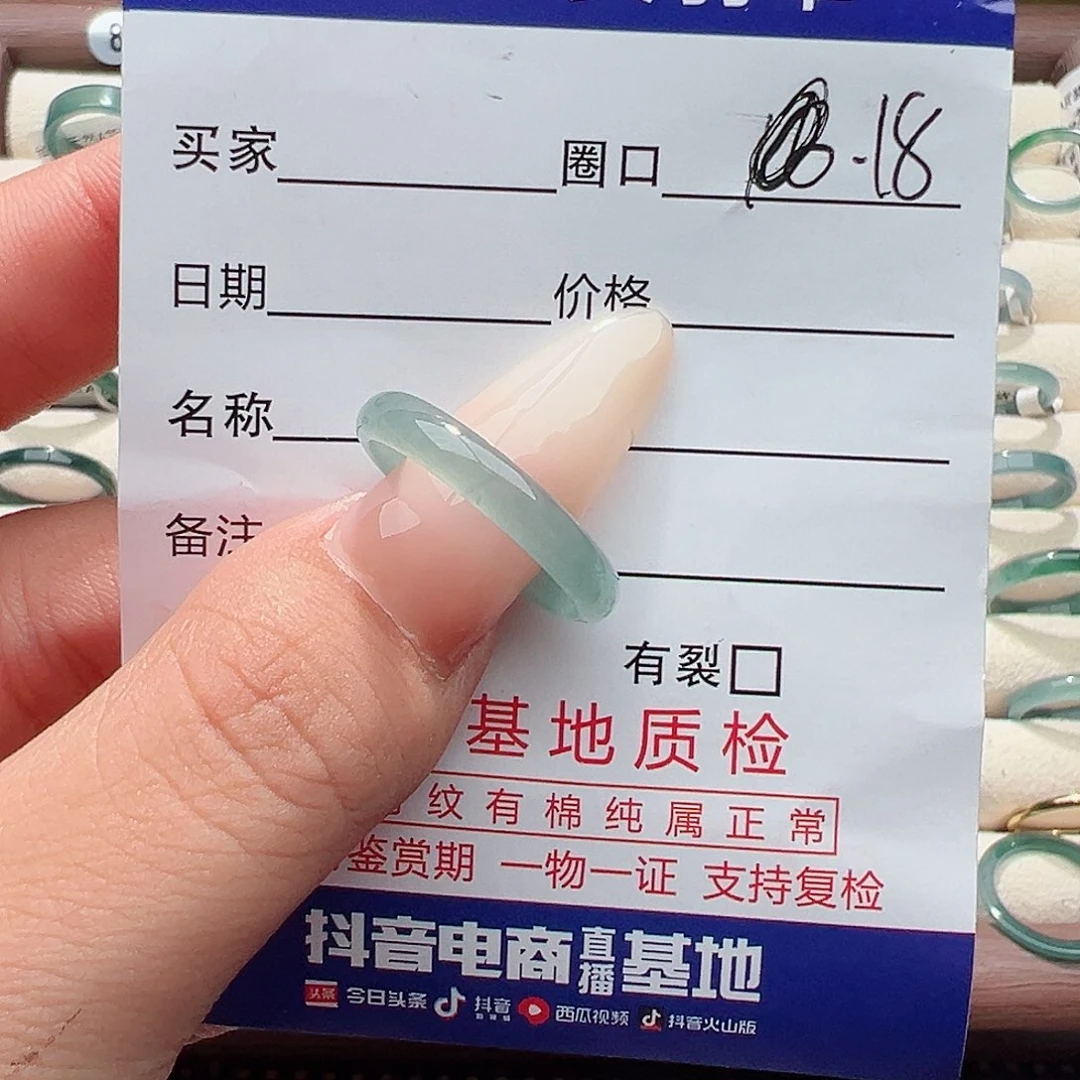 买家 圈口 -18
日期 价格
名称
备注
有裂
基地质检
纹有棉纯属正常
鉴赏期 一物一证 支持复检
抖音电商直播基地
头条 今日头条 抖音 西瓜视频 抖音火山版